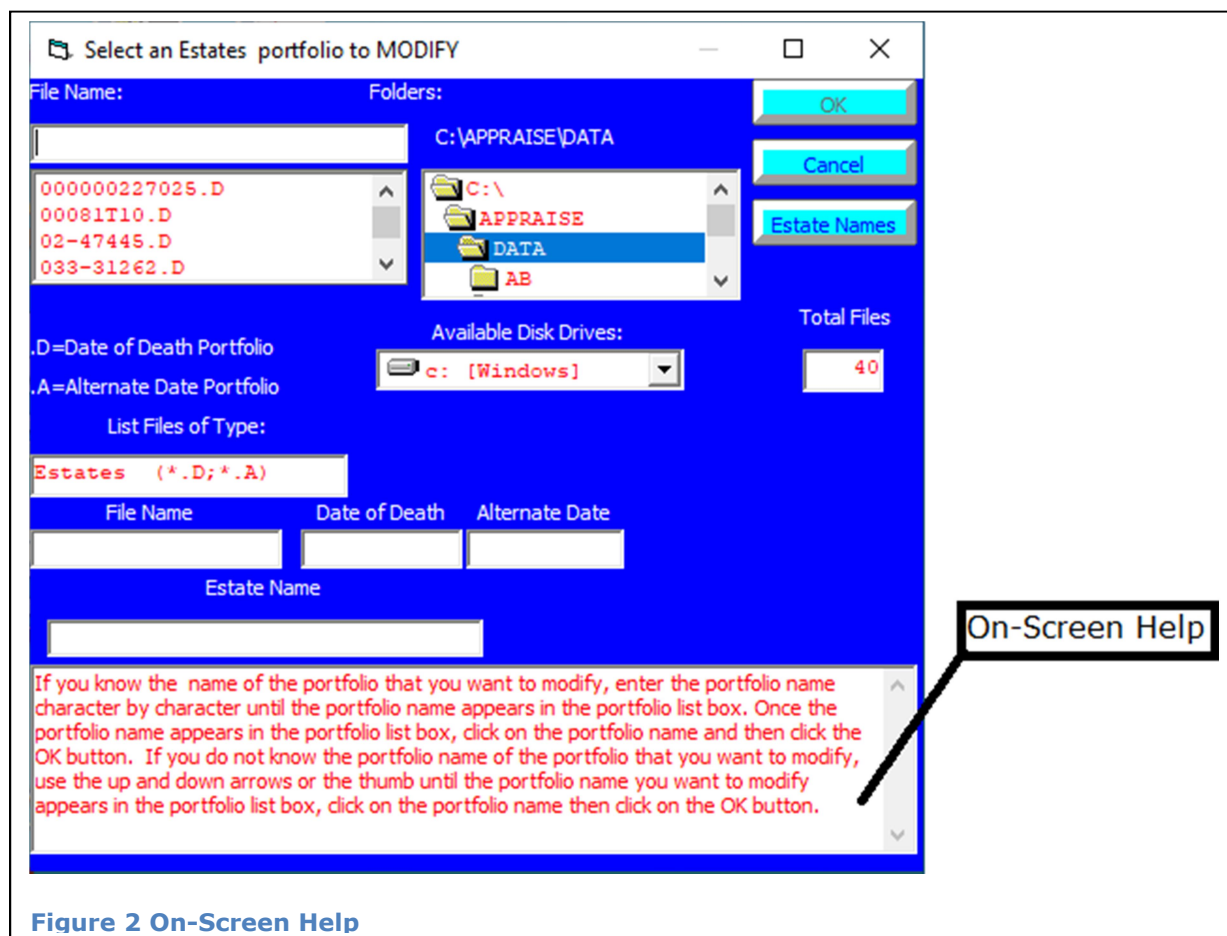 Select an Estates  portfolio to MODIFY
File Name:
Folders:
OK
C:\APPRAISE\DATA
Cancel
000000227025.D
00081T10.D
02-47445.D
033-31262.D
C:\
APPRAISE
DATA
AB
Estate Names
Total Files
40
Available Disk Drives:
c: [Windows]
.D=Date of Death Portfolio
.A=Alternate Date Portfolio
List Files of Type:
Estates  (*.D;*.A)
File Name
Date of Death
Alternate Date
Estate Name
On-Screen Help
If you know the  name of the portfolio that you want to modify, enter the portfolio name
character by character until the portfolio name appears in the portfolio list box. Once the
portfolio name appears in the portfolio list box, click on the portfolio name and then click the
OK button.  If you do not know the portfolio name of the portfolio that you want to modify,
use the up and down arrows or the thumb until the portfolio name you want to modify
appears in the portfolio list box, click on the portfolio name then click on the OK button.
Figure 2 On-Screen Help